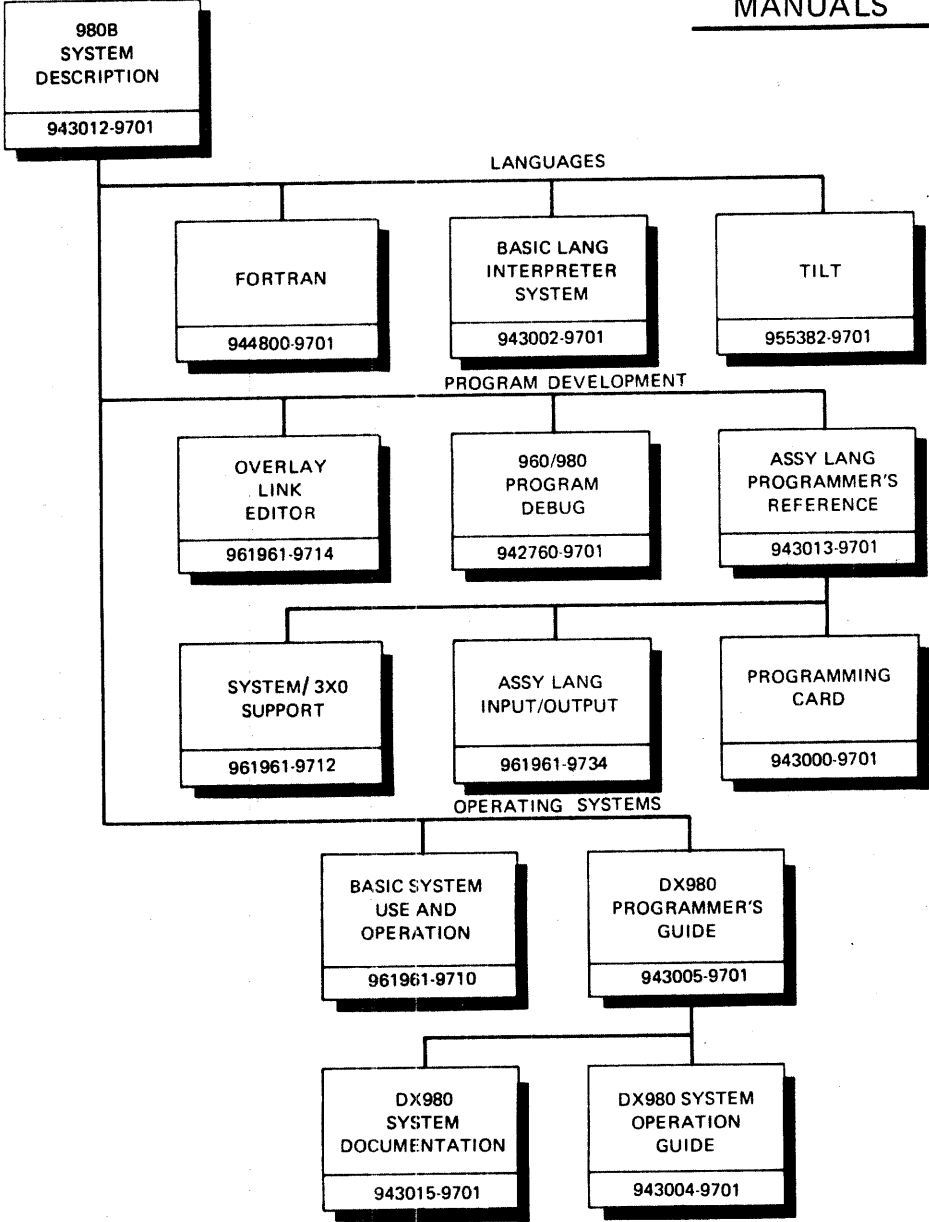 MANUALS
980B
SYSTEM
DESCRIPTION
943012-9701
LANGUAGES
FORTRAN
944800-9701
BASIC LANG
INTERPRETER
SYSTEM
943002-9701
TILT
955382-9701
PROGRAM DEVELOPMENT
OVERLAY
LINK
EDITOR
961961-9714
960/980
PROGRAM
DEBUG
942760-9701
ASSY LANG
PROGRAMMER'S
REFERENCE
943013-9701
SYSTEM/ 3X0
SUPPORT
961961-9712
ASSY LANG
INPUT/OUTPUT
961961-9734
PROGRAMMING
CARD
943000-9701
OPERATING SYSTEMS
BASIC SYSTEM
USE AND
OPERATION
961961-9710
DX980
PROGRAMMER'S
GUIDE
943005-9701
DX980
SYSTEM
DOCUMENTATION
943015-9701
DX980 SYSTEM
OPERATION
GUIDE
943004-9701